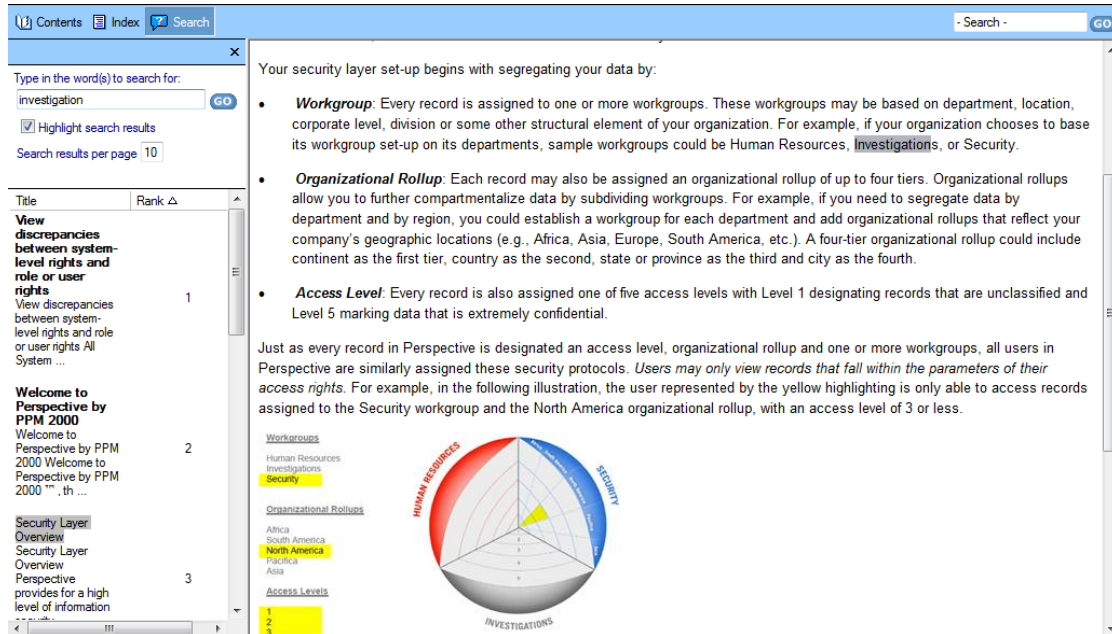 Contents Index Search
- Search - GO
×
Type in the word(s) to search for:
investigation GO
Highlight search results
Search results per page 10
Title Rank
View
discrepancies
between system-
level rights and
role or user
rights
View discrepancies
between system-
level rights and role
or user rights All
System ...
1
Welcome to
Perspective by
PPM 2000
Welcome to
Perspective by PPM
2000 Welcome to
Perspective by PPM
2000 ™ , th ...
2
Security Layer
Overview
Security Layer
Overview
Perspective
provides for a high
level of information
3
Your security layer set-up begins with segregating your data by:
• Workgroup: Every record is assigned to one or more workgroups. These workgroups may be based on department, location,
corporate level, division or some other structural element of your organization. For example, if your organization chooses to base
its workgroup set-up on its departments, sample workgroups could be Human Resources, Investigations, or Security.
• Organizational Rollup: Each record may also be assigned an organizational rollup of up to four tiers. Organizational rollups
allow you to further compartmentalize data by subdividing workgroups. For example, if you need to segregate data by
department and by region, you could establish a workgroup for each department and add organizational rollups that reflect your
company's geographic locations (e.g., Africa, Asia, Europe, South America, etc.). A four-tier organizational rollup could include
continent as the first tier, country as the second, state or province as the third and city as the fourth.
• Access Level: Every record is also assigned one of five access levels with Level 1 designating records that are unclassified and
Level 5 marking data that is extremely confidential.
Just as every record in Perspective is designated an access level, organizational rollup and one or more workgroups, all users in
Perspective are similarly assigned these security protocols. Users may only view records that fall within the parameters of their
access rights. For example, in the following illustration, the user represented by the yellow highlighting is only able to access records
assigned to the Security workgroup and the North America organizational rollup, with an access level of 3 or less.
Workgroups
Human Resources
Investigations
Security
Organizational Rollups
Africa
South America
North America
Pacifica
Asia
Access Levels
1
2
3
HUMAN RESOURCES
SECURITY
INVESTIGATIONS